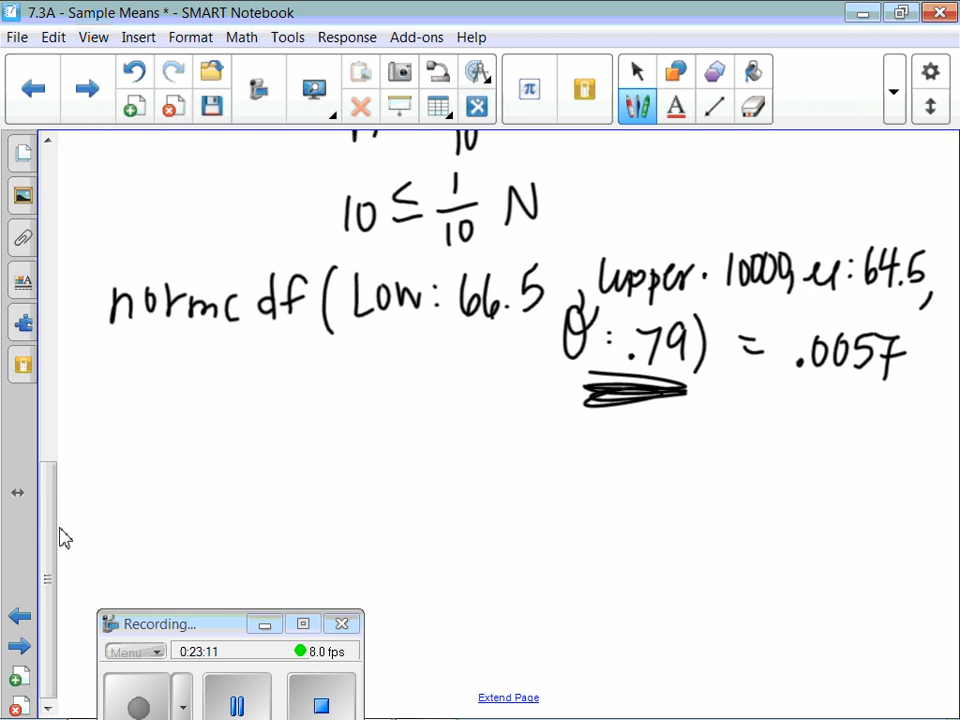 7.3A - Sample Means * - SMART Notebook
File Edit View Insert Format Math Tools Response Add-ons Help
10
10 ≤ 1/10 N
normcdf(Low: 66.5, upper: 10000, μ: 64.5,
σ: .79) = .0057
Recording...
Menu 0:23:11 8.0 fps
Extend Page